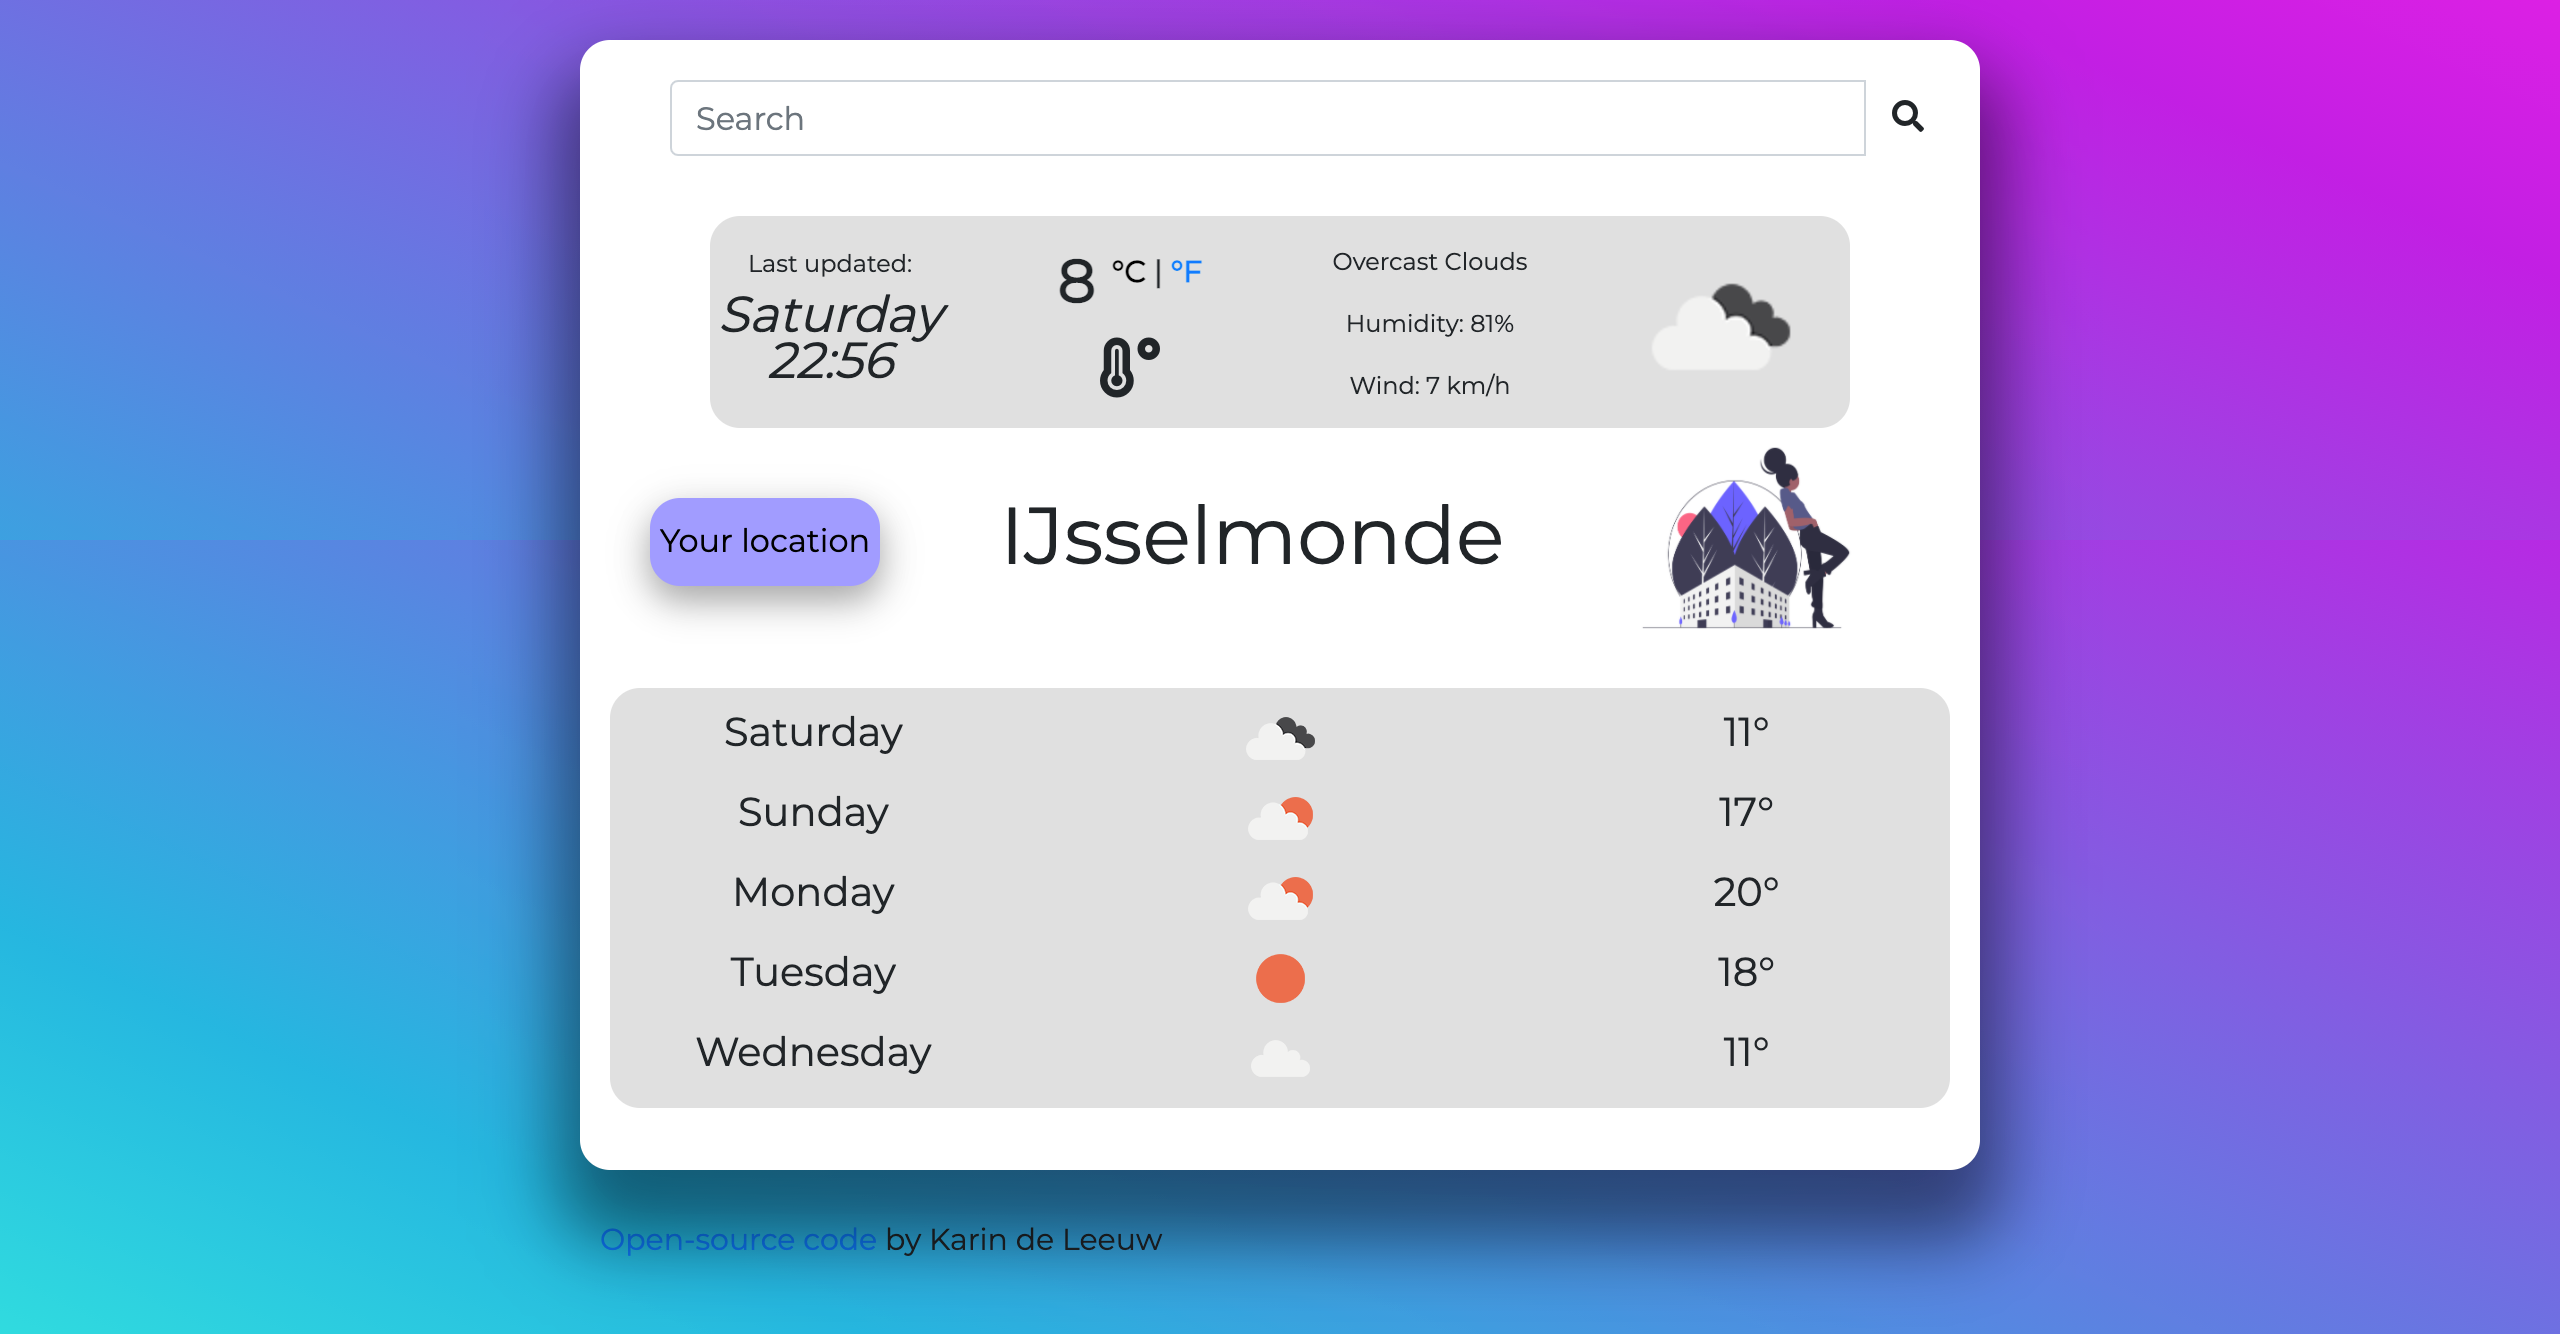 Search
Last updated:
Saturday
22:56
8 °C | °F
Overcast Clouds
Humidity: 81%
Wind: 7 km/h
Your location
IJsselmonde
Saturday 11°
Sunday 17°
Monday 20°
Tuesday 18°
Wednesday 11°
Open-source code by Karin de Leeuw